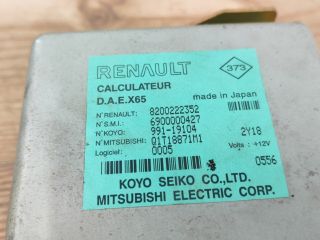 RENAULT
373
CALCULATEUR
D.A.E.X65 made in Japan
N°RENAULT: 8200222352
N°S.M.I.: 6900000427
N°KOYO: 991-19104 2Y18
N°MITSUBISHI: Q1T18871M1
Logiciel: 0005 Volts: +12V
0556
KOYO SEIKO CO.,LTD.
MITSUBISHI ELECTRIC CORP.